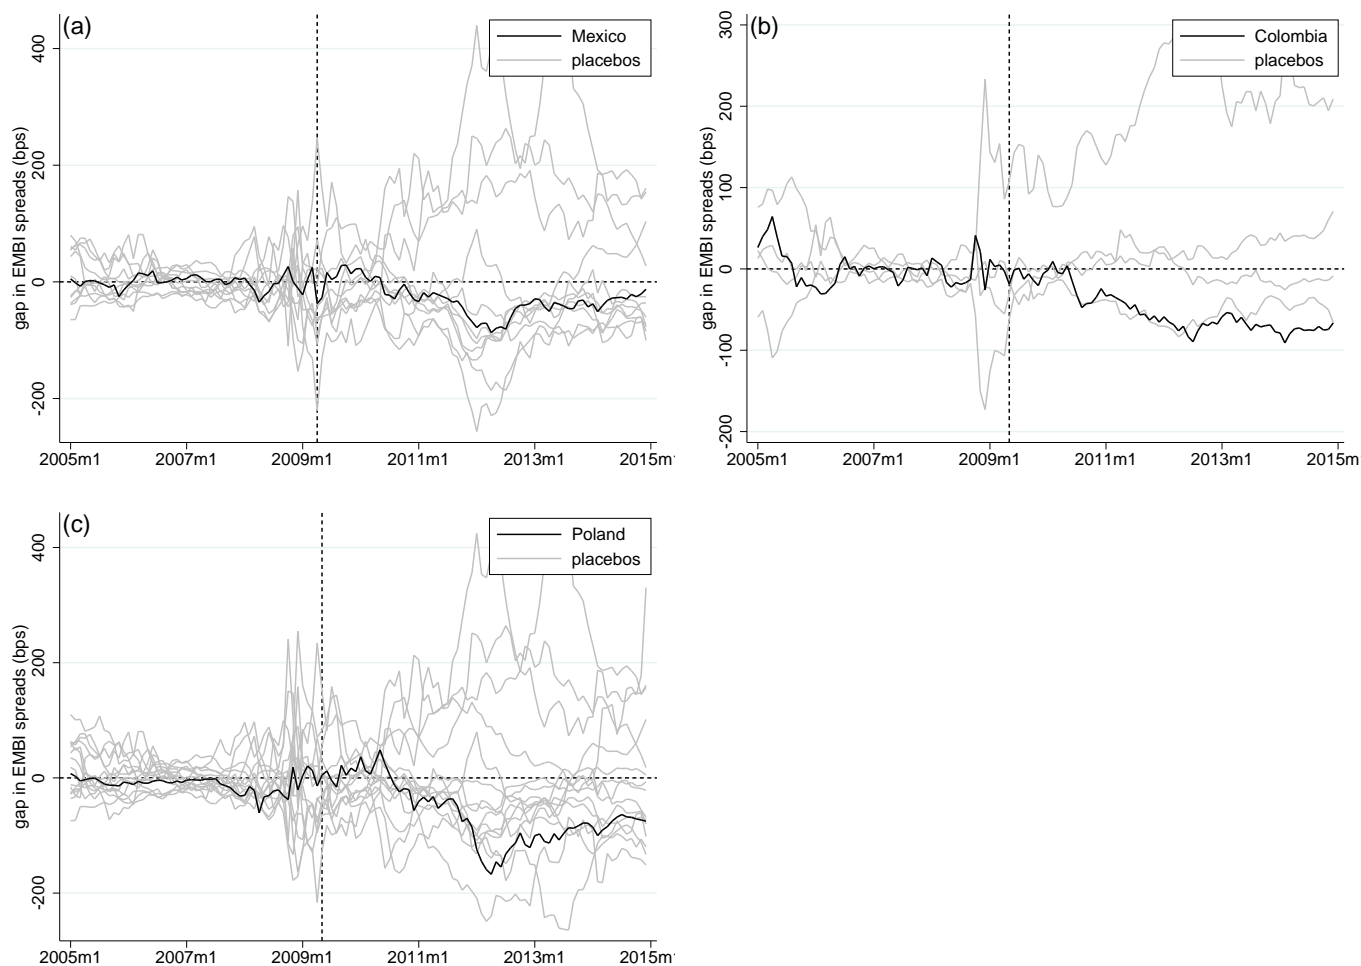 (a)
Mexico
placebos
gap in EMBI spreads (bps)
400
200
0
-200
2005m1 2007m1 2009m1 2011m1 2013m1 2015m1
(b)
Colombia
placebos
gap in EMBI spreads (bps)
300
200
100
0
-100
-200
2005m1 2007m1 2009m1 2011m1 2013m1 2015m1
(c)
Poland
placebos
gap in EMBI spreads (bps)
400
200
0
-200
2005m1 2007m1 2009m1 2011m1 2013m1 2015m1